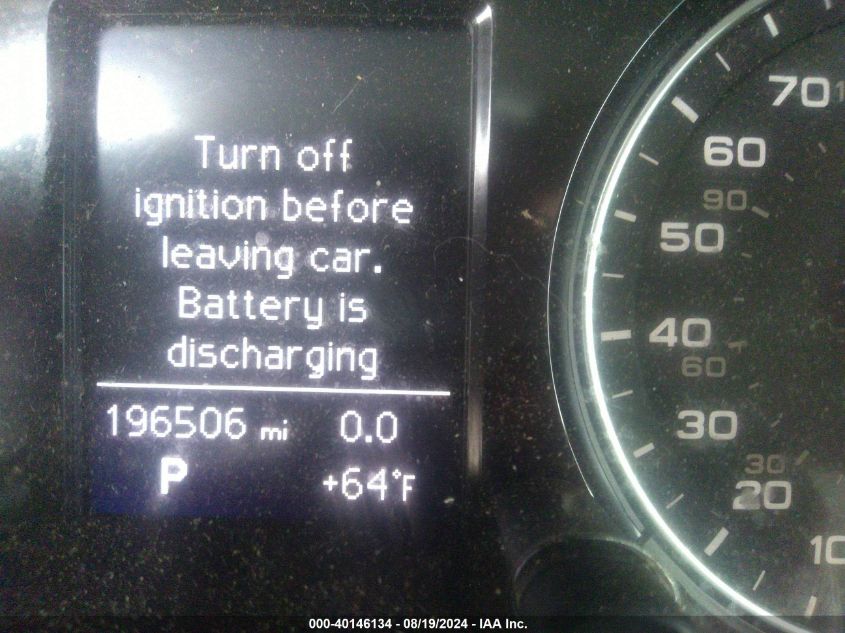 Turn off
ignition before
leaving car.
Battery is
discharging
196506 mi 0.0
P +64°F
70
60
90
50
40
60
30
30
20
10
000-40146134 - 08/19/2024 - IAA Inc.